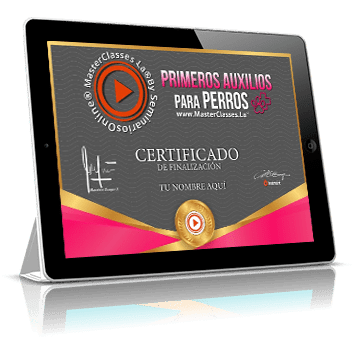 MasterClasses La® By SeminariosOnline®
PRIMEROS AUXILIOS
PARA PERROS
www.MasterClasses.La®
CERTIFICADO
DE FINALIZACIÓN
TU NOMBRE AQUÍ